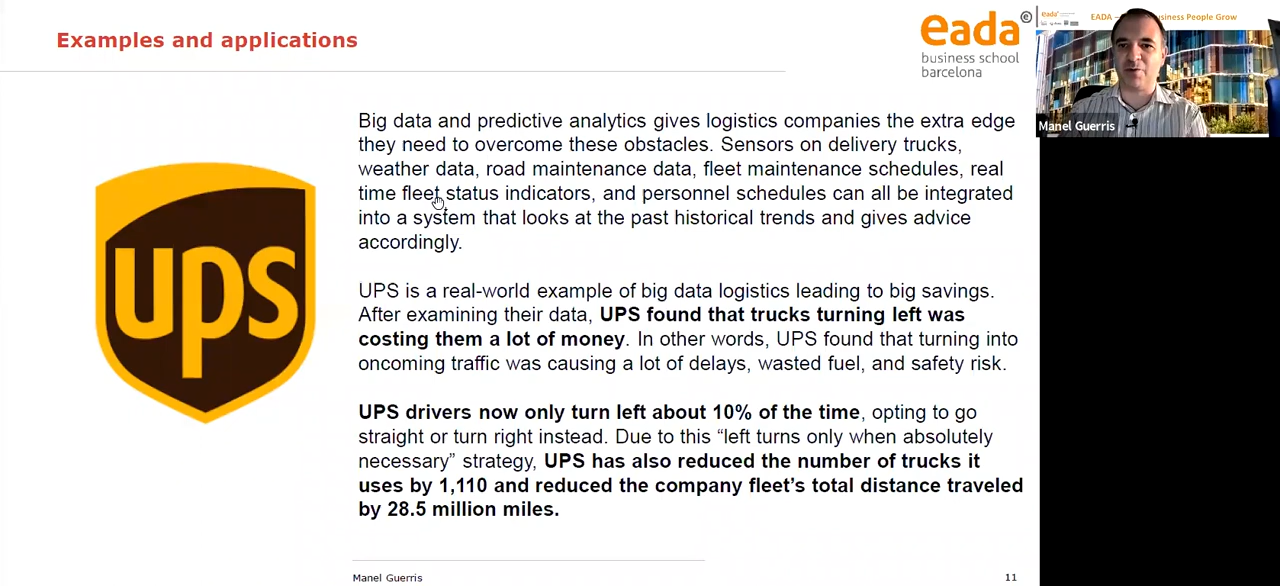 Examples and applications
eada
business school
barcelona
EADA
usiness People Grow
Manel Guerris
ups
Big data and predictive analytics gives logistics companies the extra edge
they need to overcome these obstacles. Sensors on delivery trucks,
weather data, road maintenance data, fleet maintenance schedules, real
time fleet status indicators, and personnel schedules can all be integrated
into a system that looks at the past historical trends and gives advice
accordingly.
UPS is a real-world example of big data logistics leading to big savings.
After examining their data, UPS found that trucks turning left was
costing them a lot of money. In other words, UPS found that turning into
oncoming traffic was causing a lot of delays, wasted fuel, and safety risk.
UPS drivers now only turn left about 10% of the time, opting to go
straight or turn right instead. Due to this “left turns only when absolutely
necessary” strategy, UPS has also reduced the number of trucks it
uses by 1,110 and reduced the company fleet’s total distance traveled
by 28.5 million miles.
Manel Guerris
11